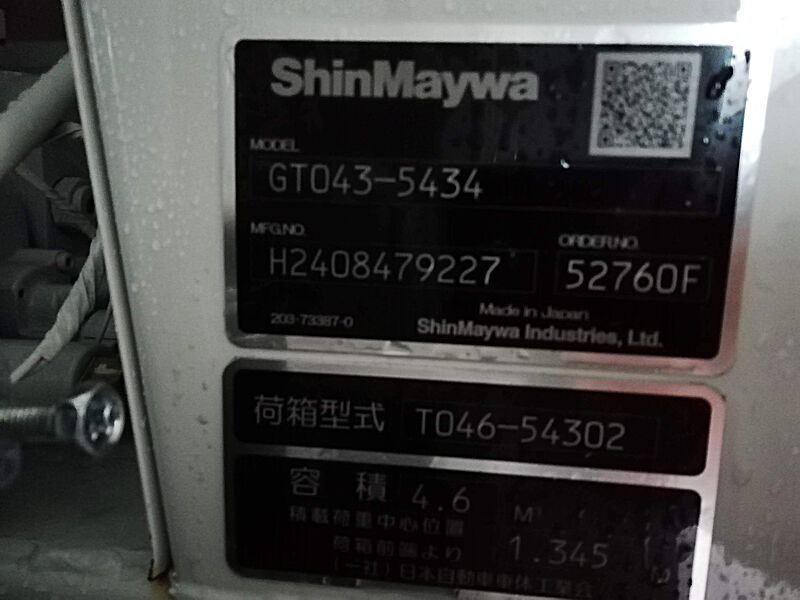 ShinMaywa
MODEL
GT043-5434
MFG.NO. ORDER.NO.
H2408479227 52760F
Made in Japan
203-73387-0 ShinMaywa Industries, Ltd.
荷箱型式 T046-54302
容 積 4.6 M³
積載荷重中心位置
荷箱前端より 1.345 M
(一社)日本自動車車体工業会